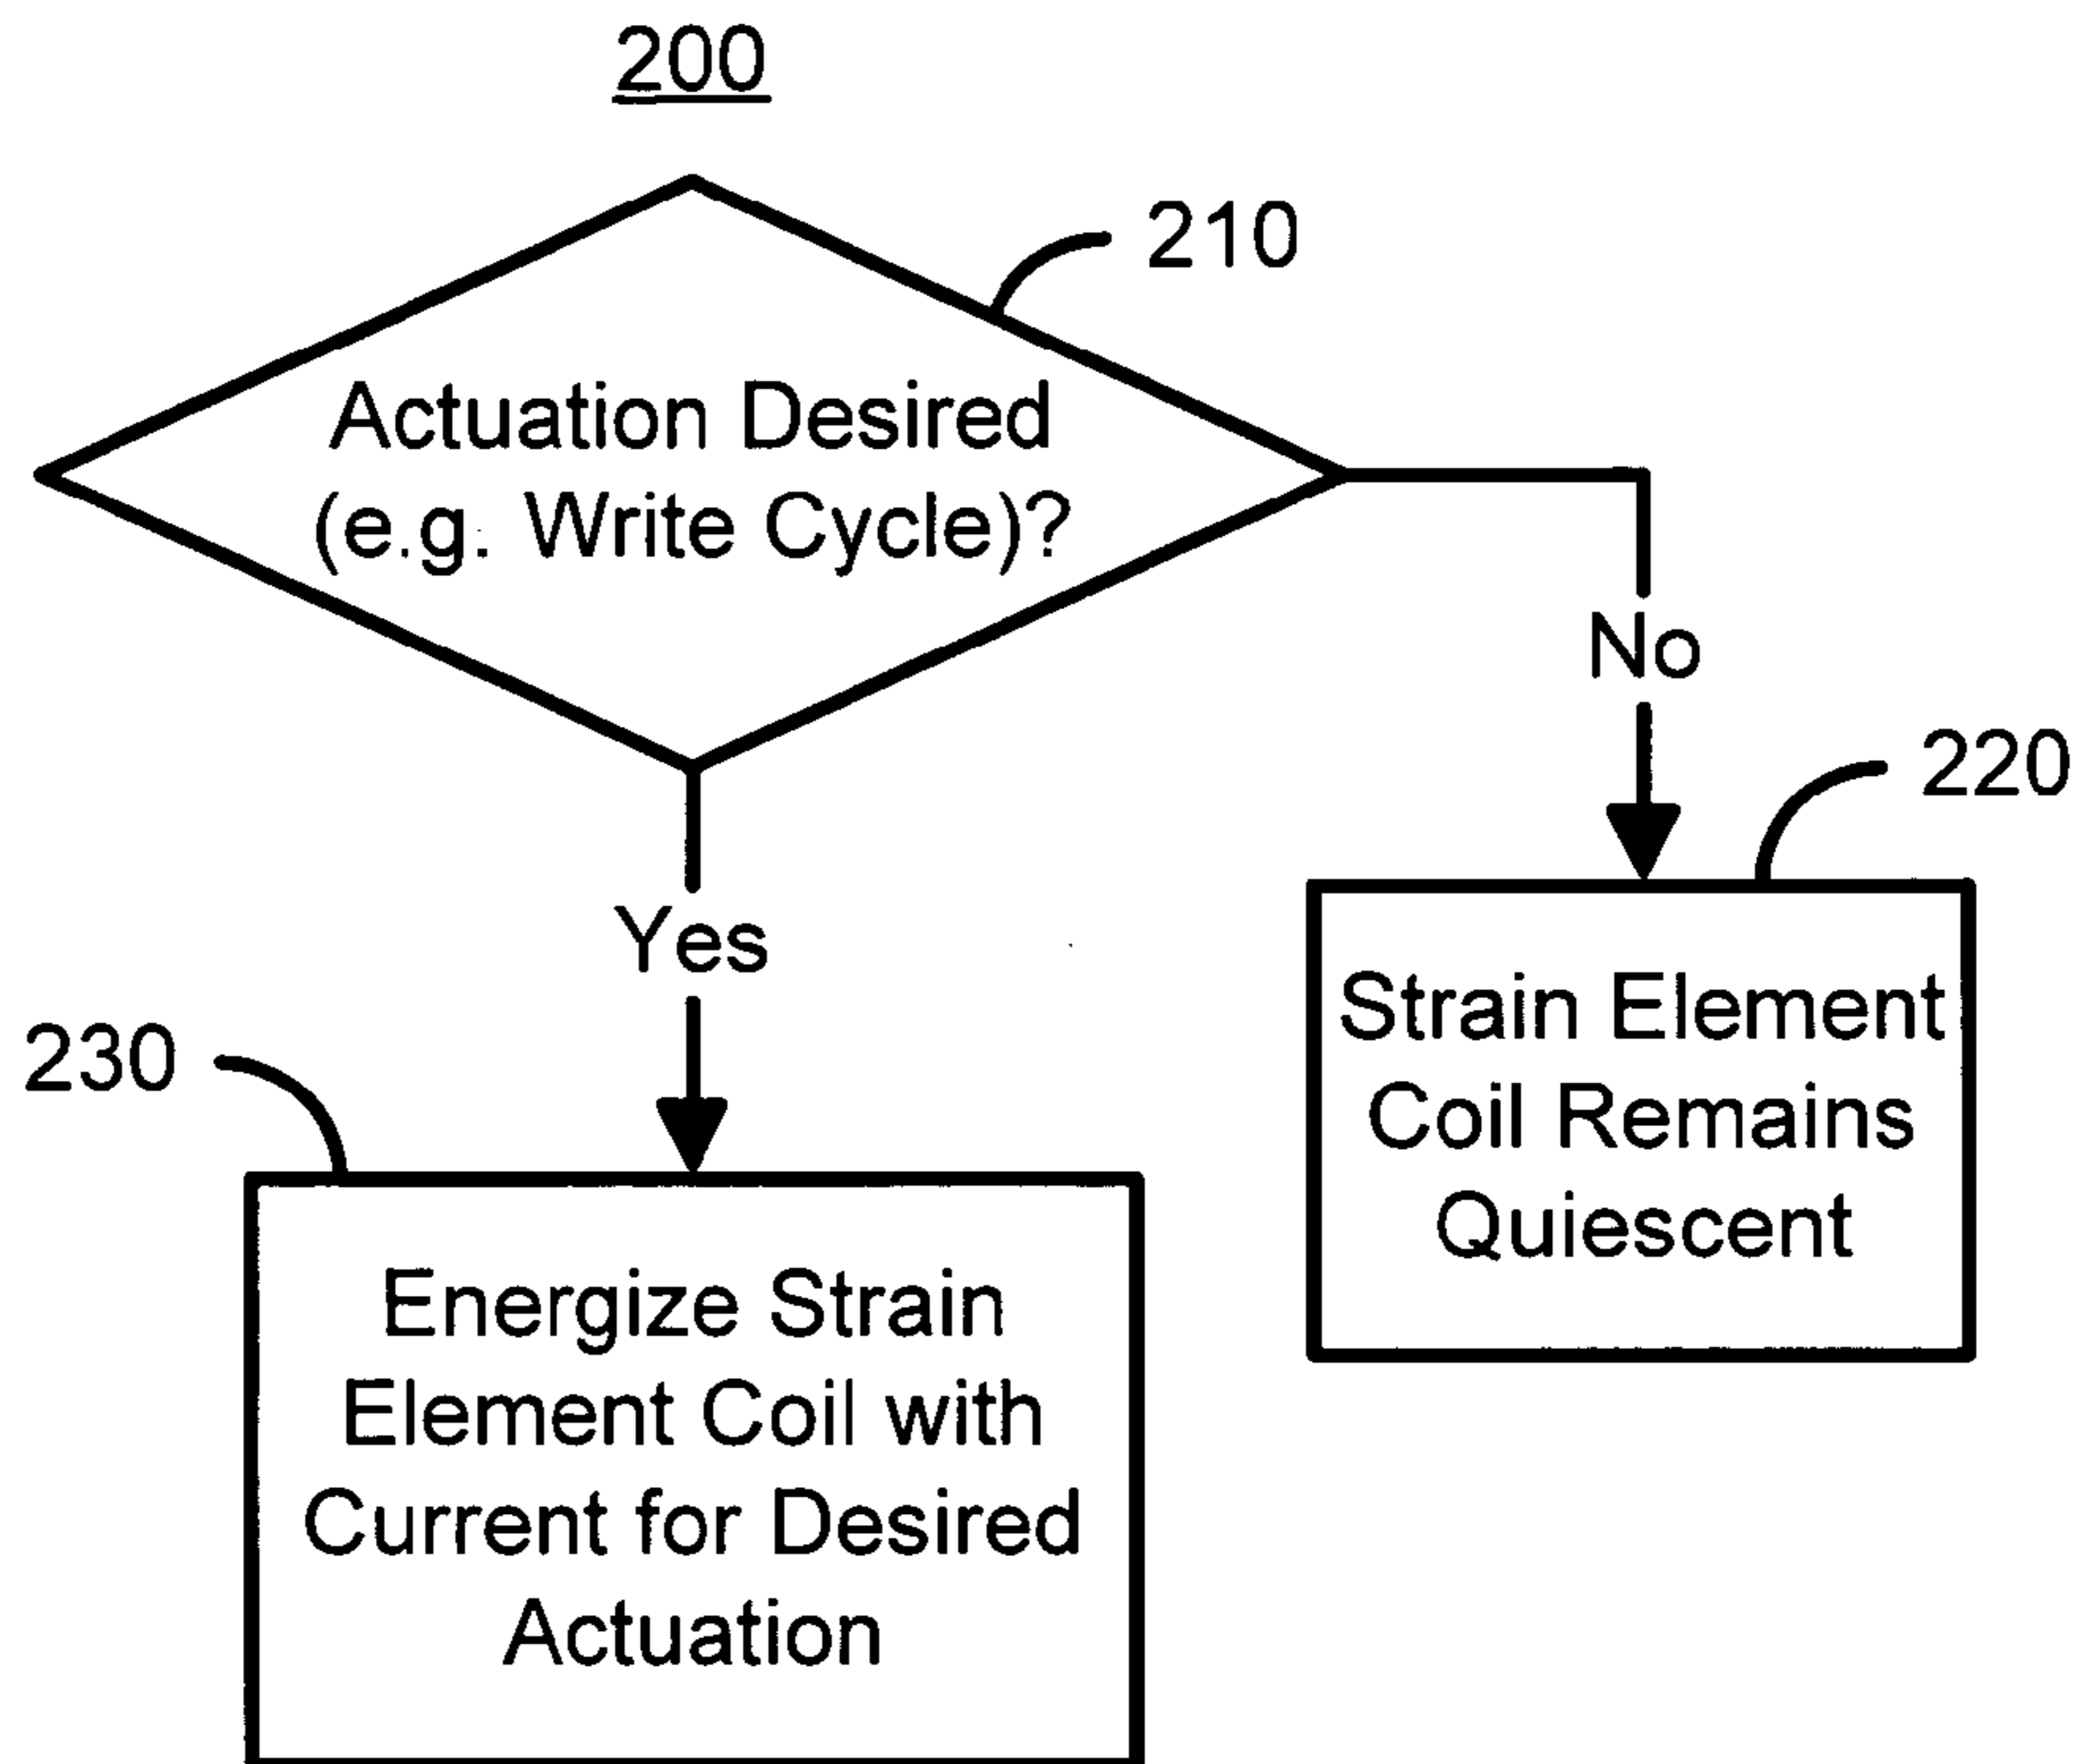 200
210
Actuation Desired
(e.g. Write Cycle)?
No
220
Yes
Strain Element
Coil Remains
Quiescent
230
Energize Strain
Element Coil with
Current for Desired
Actuation